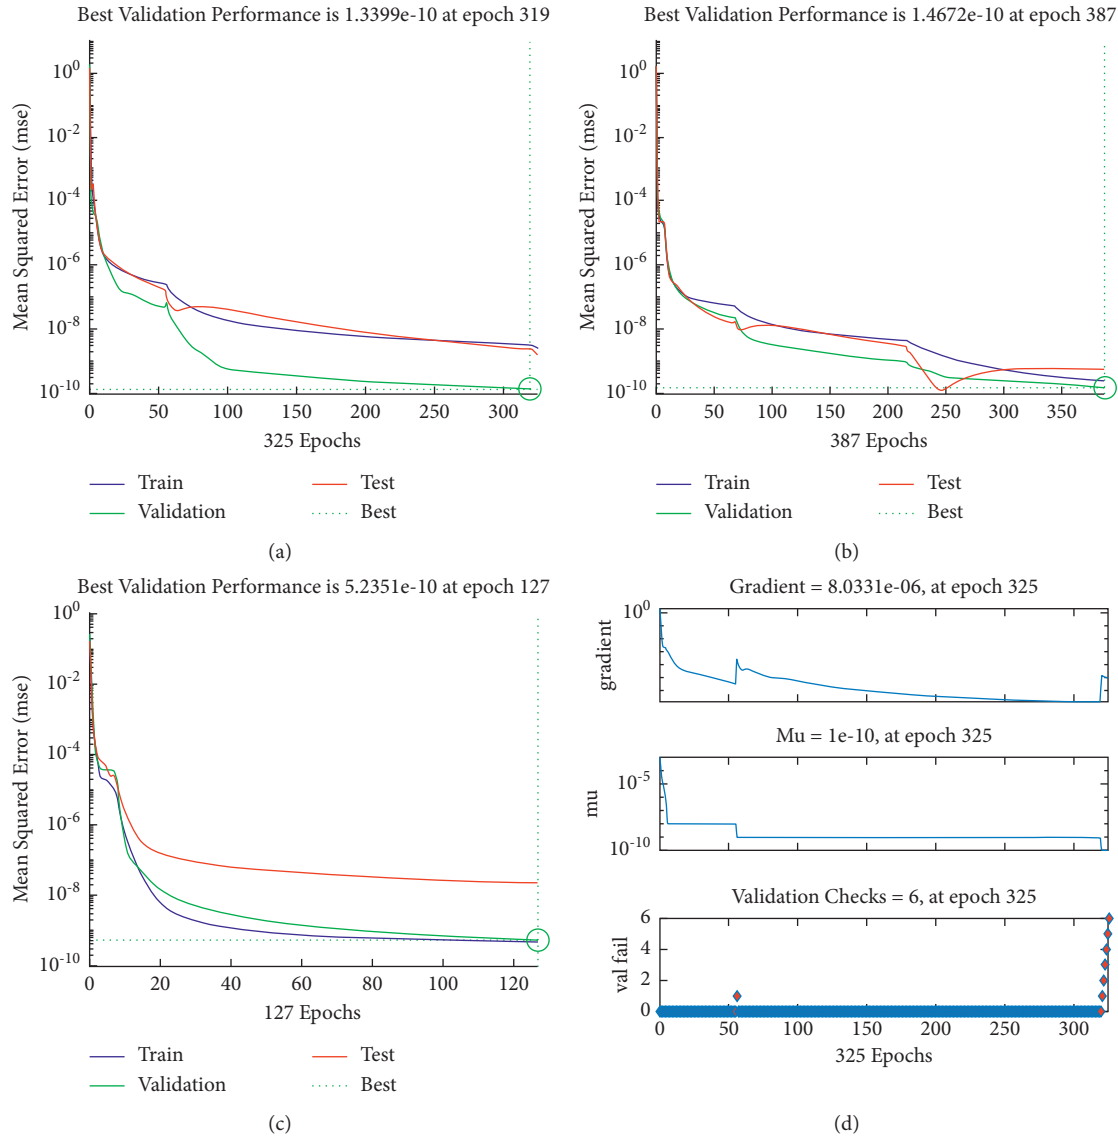 Best Validation Performance is 1.3399e-10 at epoch 319
10^0
10^-2
10^-4
10^-6
10^-8
10^-10
Mean Squared Error (mse)
0 50 100 150 200 250 300
325 Epochs
Train Test
Validation Best
(a)
Best Validation Performance is 1.4672e-10 at epoch 387
10^0
10^-2
10^-4
10^-6
10^-8
10^-10
Mean Squared Error (mse)
0 50 100 150 200 250 300 350
387 Epochs
Train Test
Validation Best
(b)
Best Validation Performance is 5.2351e-10 at epoch 127
10^0
10^-2
10^-4
10^-6
10^-8
10^-10
Mean Squared Error (mse)
0 20 40 60 80 100 120
127 Epochs
Train Test
Validation Best
(c)
Gradient = 8.0331e-06, at epoch 325
10^0
gradient
Mu = 1e-10, at epoch 325
10^-5
10^-10
mu
Validation Checks = 6, at epoch 325
6
4
2
0
val fail
0 50 100 150 200 250 300
325 Epochs
(d)